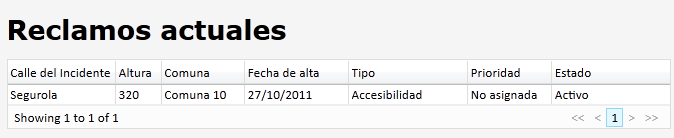 Reclamos actuales
Calle del Incidente Altura Comuna Fecha de alta Tipo Prioridad Estado
Segurola 320 Comuna 10 27/10/2011 Accesibilidad No asignada Activo
Showing 1 to 1 of 1 << < 1 > >>